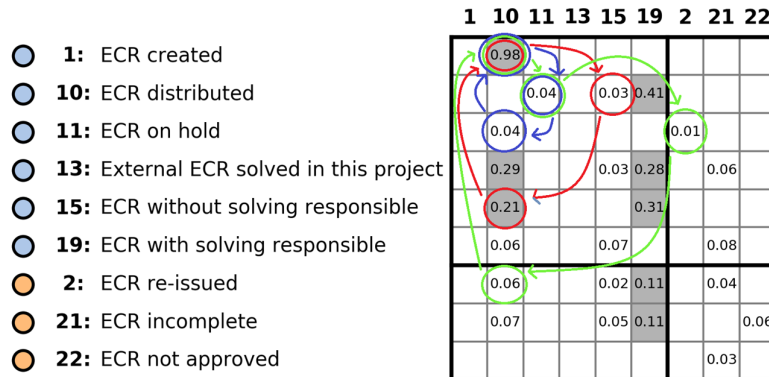 1 10 11 13 15 19 2 21 22
1: ECR created 0.98
10: ECR distributed 0.04 0.03 0.41
11: ECR on hold 0.04 0.01
13: External ECR solved in this project 0.29 0.03 0.28 0.06
15: ECR without solving responsible 0.21 0.31
19: ECR with solving responsible 0.06 0.07 0.08
2: ECR re-issued 0.06 0.02 0.11 0.04
21: ECR incomplete 0.07 0.05 0.11 0.06
22: ECR not approved 0.03